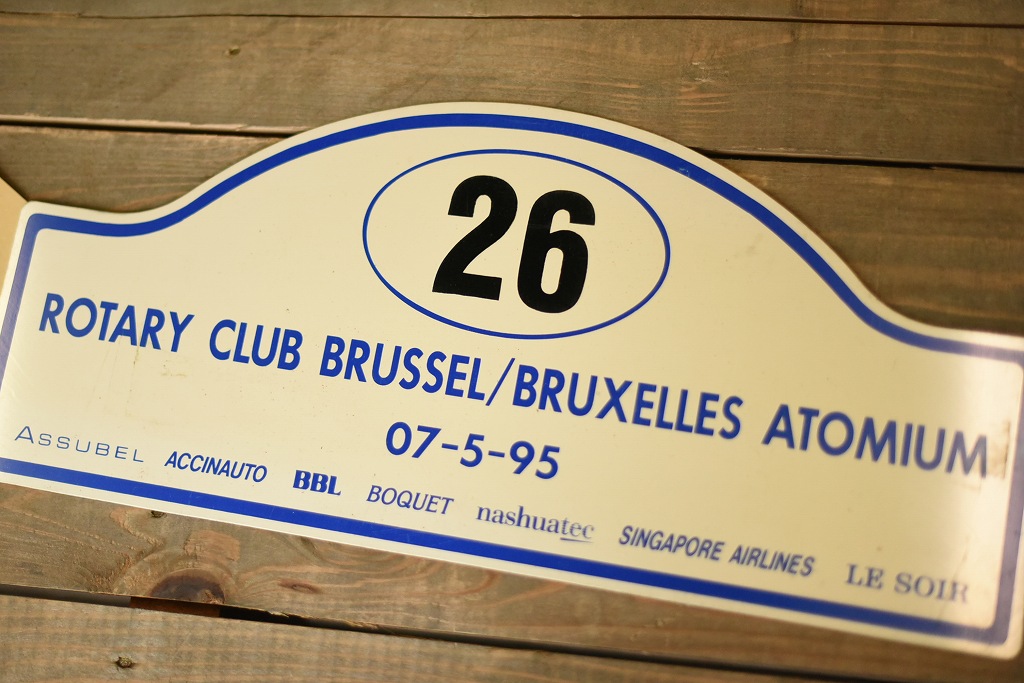 26
ROTARY CLUB BRUSSEL/BRUXELLES ATOMIUM
07-5-95
ASSUBEL ACCINAUTO BBL BOQUET nashuatec SINGAPORE AIRLINES LE SOIR